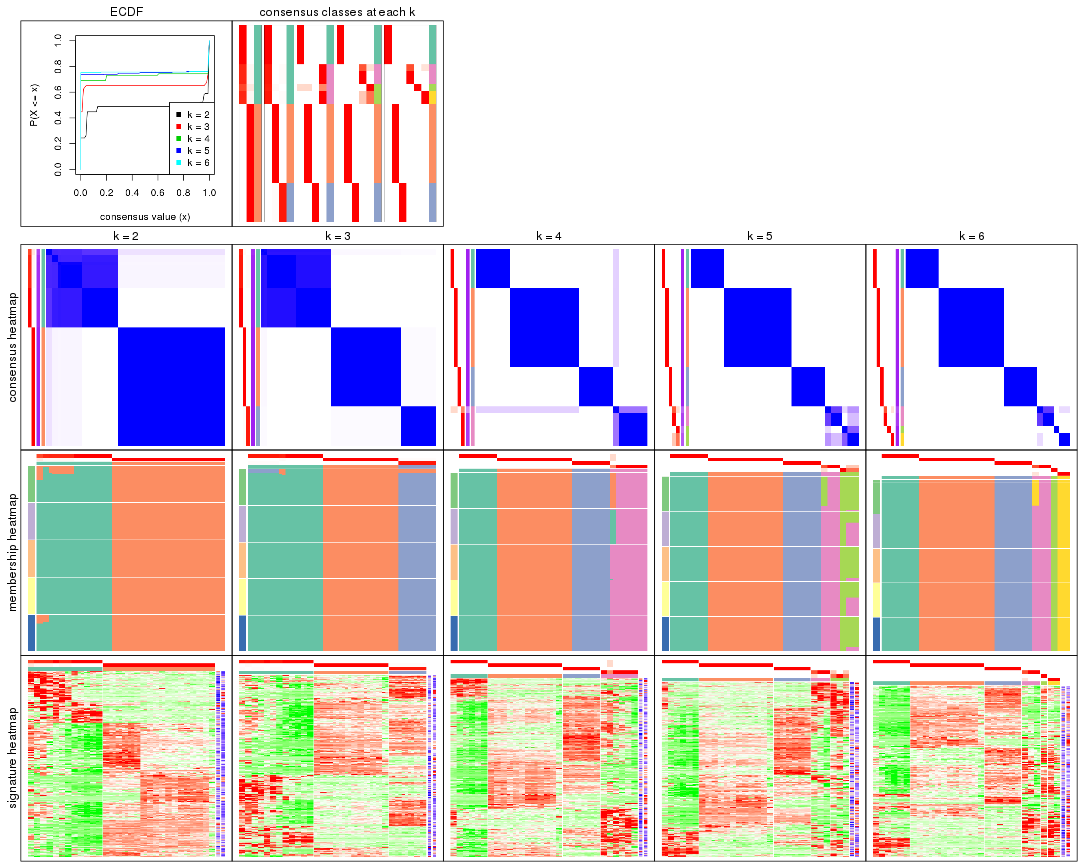 ECDF
consensus classes at each k
P(X <= x)
0.0 0.2 0.4 0.6 0.8 1.0
k = 2
k = 3
k = 4
k = 5
k = 6
0.0 0.2 0.4 0.6 0.8 1.0
consensus value (x)
k = 2
k = 3
k = 4
k = 5
k = 6
consensus heatmap
membership heatmap
signature heatmap